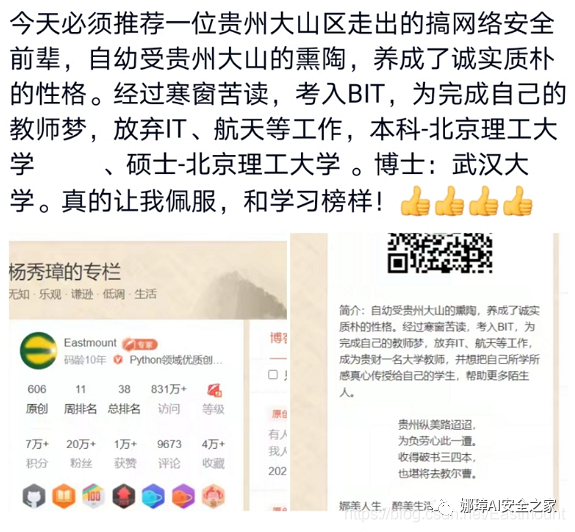 今天必须推荐一位贵州大山区走出的搞网络安全
前辈，自幼受贵州大山的熏陶，养成了诚实质朴
的性格。经过寒窗苦读，考入BIT，为完成自己的
教师梦，放弃IT、航天等工作，本科-北京理工大
学 、硕士-北京理工大学 。博士：武汉大
学。真的让我佩服，和学习榜样！👍👍👍👍
杨秀璋的专栏
无知·乐观·谦逊·低调·生活
Eastmount 专家
码龄10年 Python领域优质创...
606 11 38 831万+
原创 周排名 总排名 访问 等级
7万+ 20万+ 1万+ 9673 4万+
积分 粉丝 获赞 评论 收藏
博客
原创
有人
我人
202
原创
简介：自幼受贵州大山的熏陶，养成了诚实
质朴的性格。经过寒窗苦读，考入BIT，为
完成自己的教师梦，放弃IT、航天等工作，
成为贵财一名大学教师，并想把自己所学所
感真心传授给自己的学生，帮助更多陌生
人。
贵州纵美路迢迢，
为负劳心此一遭。
收得破书三四本，
也堪将去教尔曹。
娜美人生，醉美生
娜璋AI安全之家